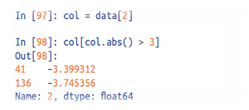 In [97]: col = data[2]
In [98]: col[col.abs() > 3]
Out[98]:
41    -3.399312
136   -3.745356
Name: 2, dtype: float64